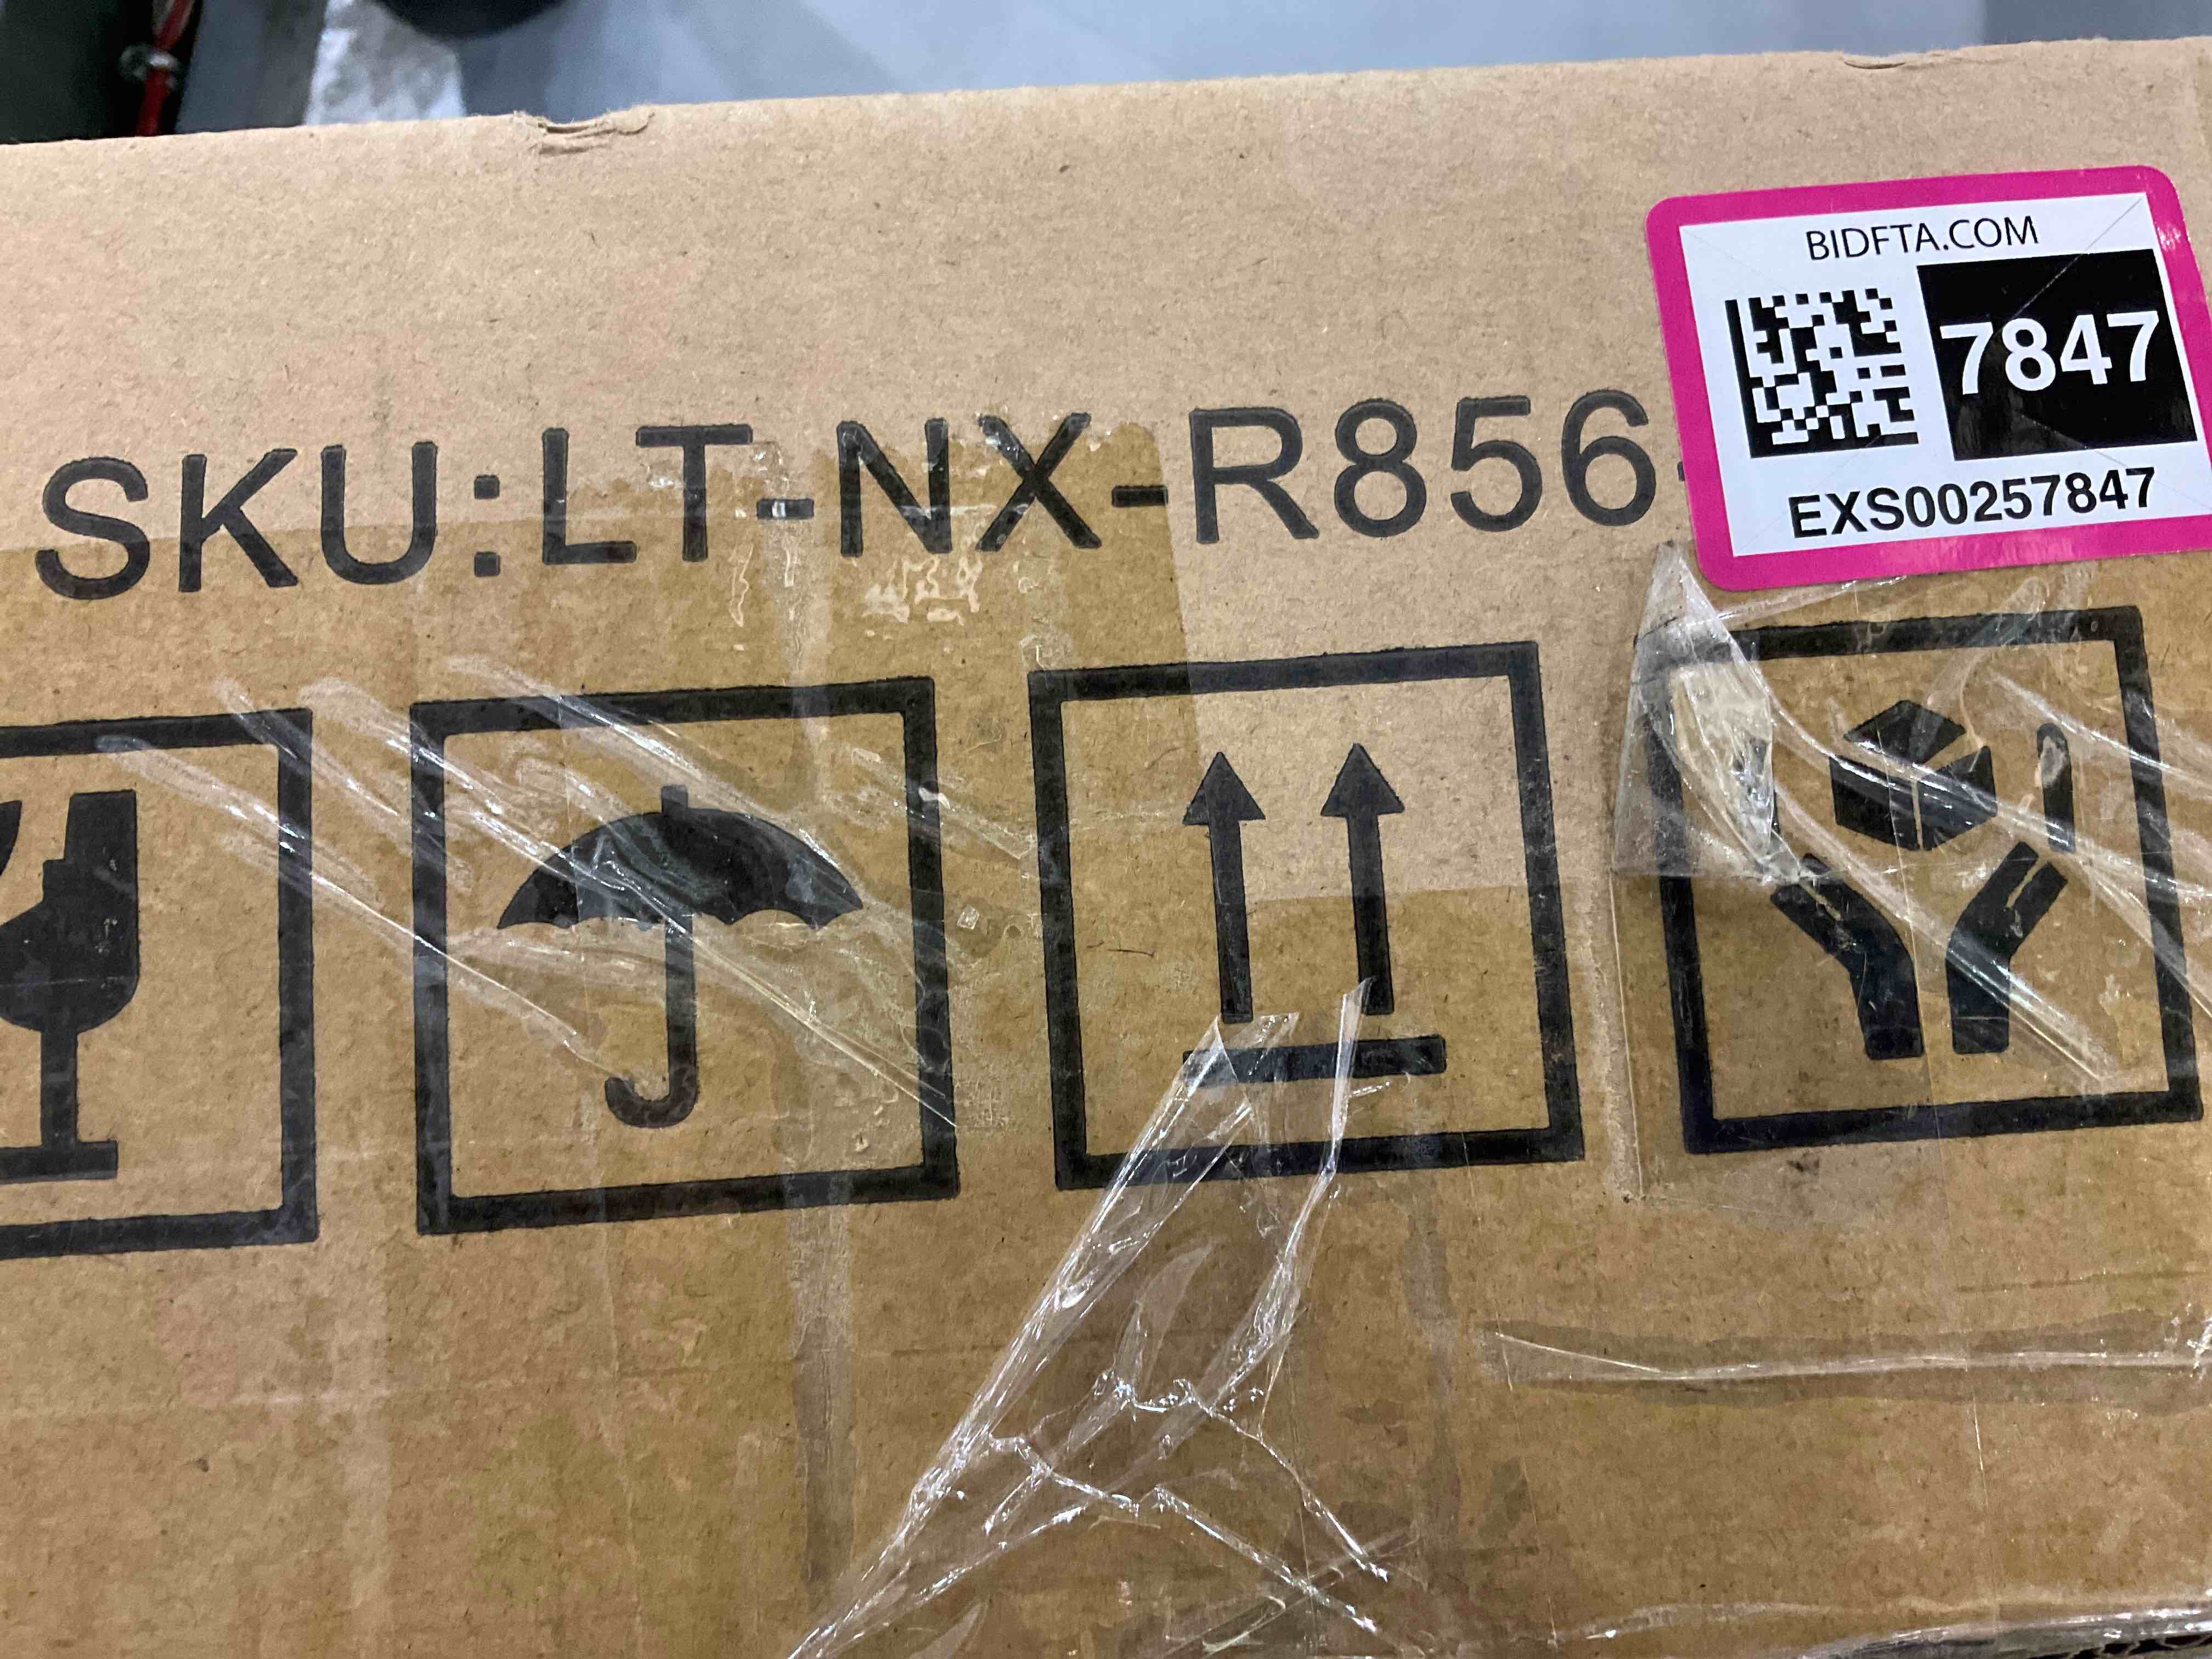 BIDFTA.COM
7847
EXS00257847
SKU:LT-NX-R856-